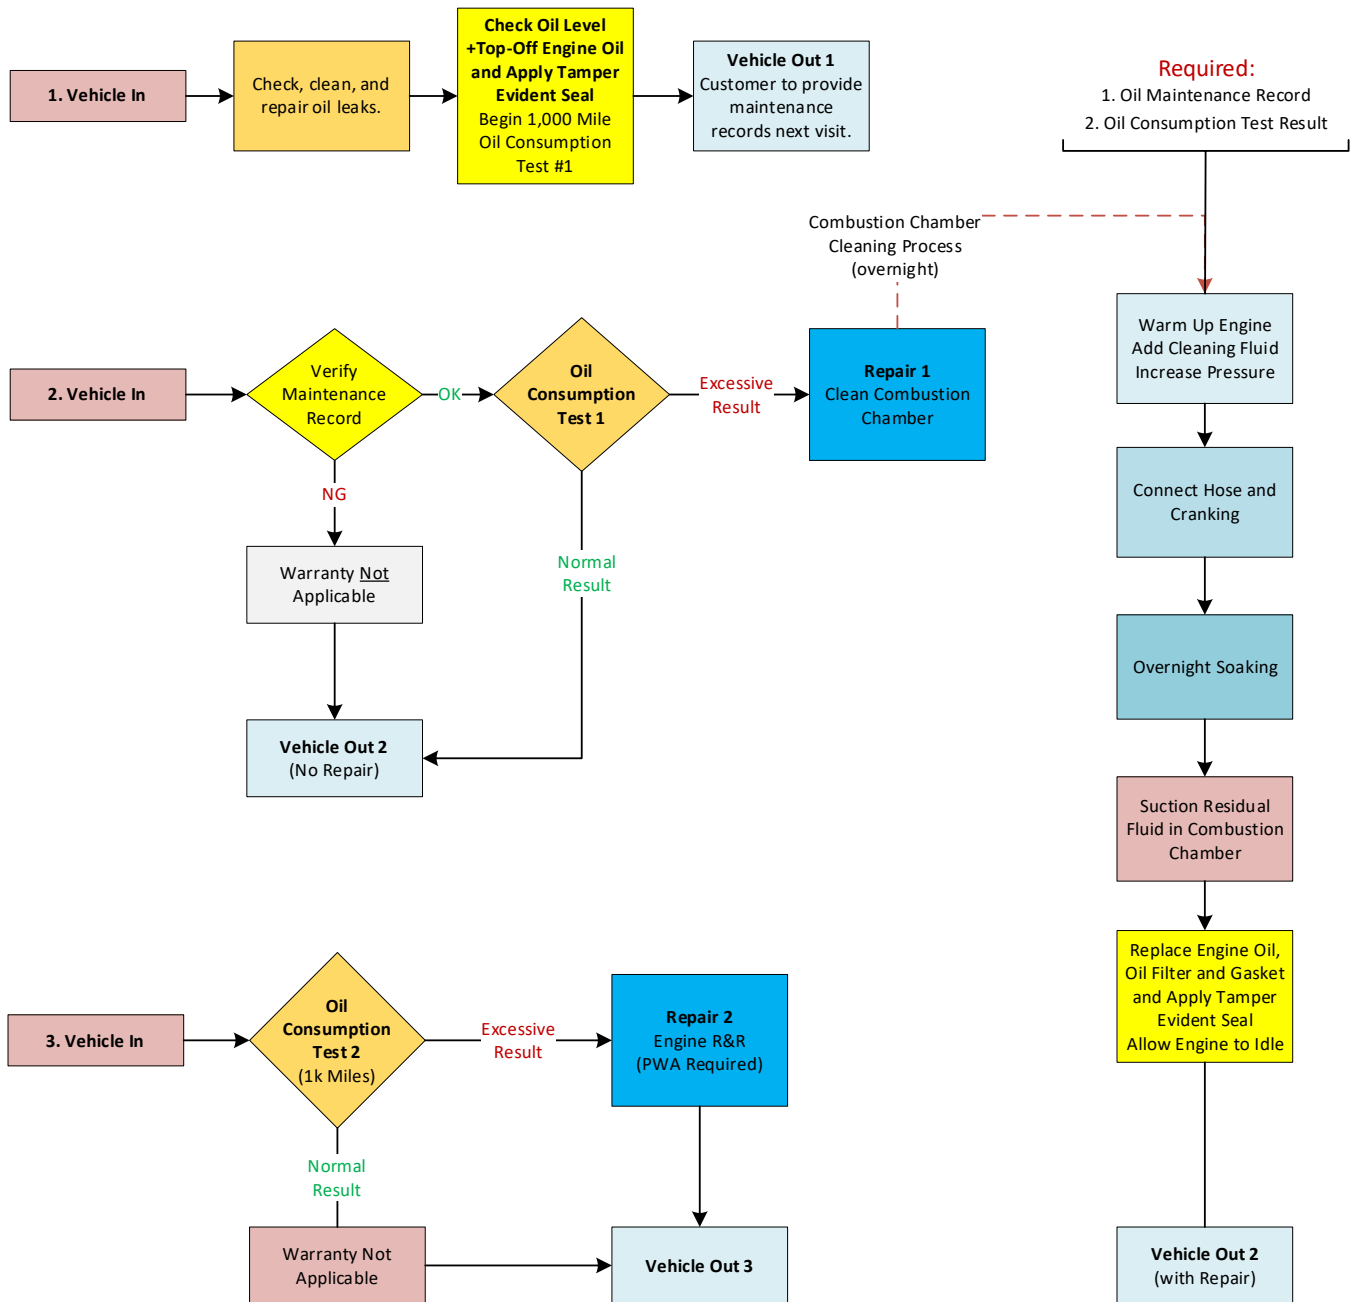 1. Vehicle In
Check, clean, and
repair oil leaks.
Check Oil Level
+Top-Off Engine Oil
and Apply Tamper
Evident Seal
Begin 1,000 Mile
Oil Consumption
Test #1
Vehicle Out 1
Customer to provide
maintenance
records next visit.
Required:
1. Oil Maintenance Record
2. Oil Consumption Test Result
Combustion Chamber
Cleaning Process
(overnight)
2. Vehicle In
Verify
Maintenance
Record
OK
Oil
Consumption
Test 1
Excessive
Result
Repair 1
Clean Combustion
Chamber
NG
Warranty Not
Applicable
Normal
Result
Vehicle Out 2
(No Repair)
Warm Up Engine
Add Cleaning Fluid
Increase Pressure
Connect Hose and
Cranking
Overnight Soaking
Suction Residual
Fluid in Combustion
Chamber
Replace Engine Oil,
Oil Filter and Gasket
and Apply Tamper
Evident Seal
Allow Engine to Idle
Vehicle Out 2
(with Repair)
3. Vehicle In
Oil
Consumption
Test 2
(1k Miles)
Excessive
Result
Repair 2
Engine R&R
(PWA Required)
Normal
Result
Warranty Not
Applicable
Vehicle Out 3